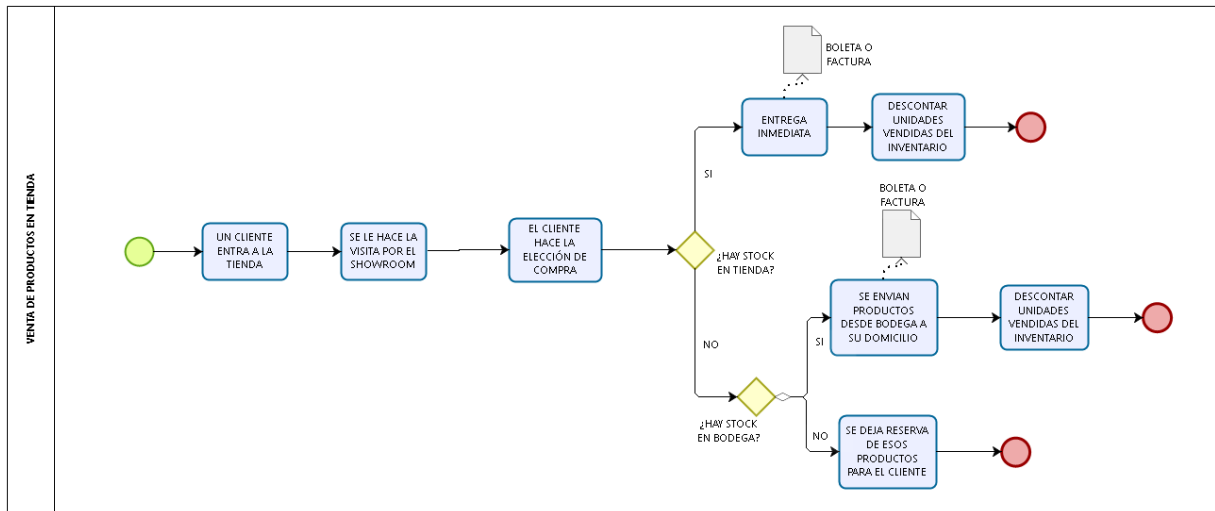 VENTA DE PRODUCTOS EN TIENDA
UN CLIENTE
ENTRA A LA
TIENDA
SE LE HACE LA
VISITA POR EL
SHOWROOM
EL CLIENTE
HACE LA
ELECCIÓN DE
COMPRA
¿HAY STOCK
EN TIENDA?
SI
BOLETA O
FACTURA
ENTREGA
INMEDIATA
DESCONTAR
UNIDADES
VENDIDAS DEL
INVENTARIO
NO
¿HAY STOCK
EN BODEGA?
SI
BOLETA O
FACTURA
SE ENVIAN
PRODUCTOS
DESDE BODEGA A
SU DOMICILIO
DESCONTAR
UNIDADES
VENDIDAS DEL
INVENTARIO
NO
SE DEJA RESERVA
DE ESOS
PRODUCTOS
PARA EL CLIENTE